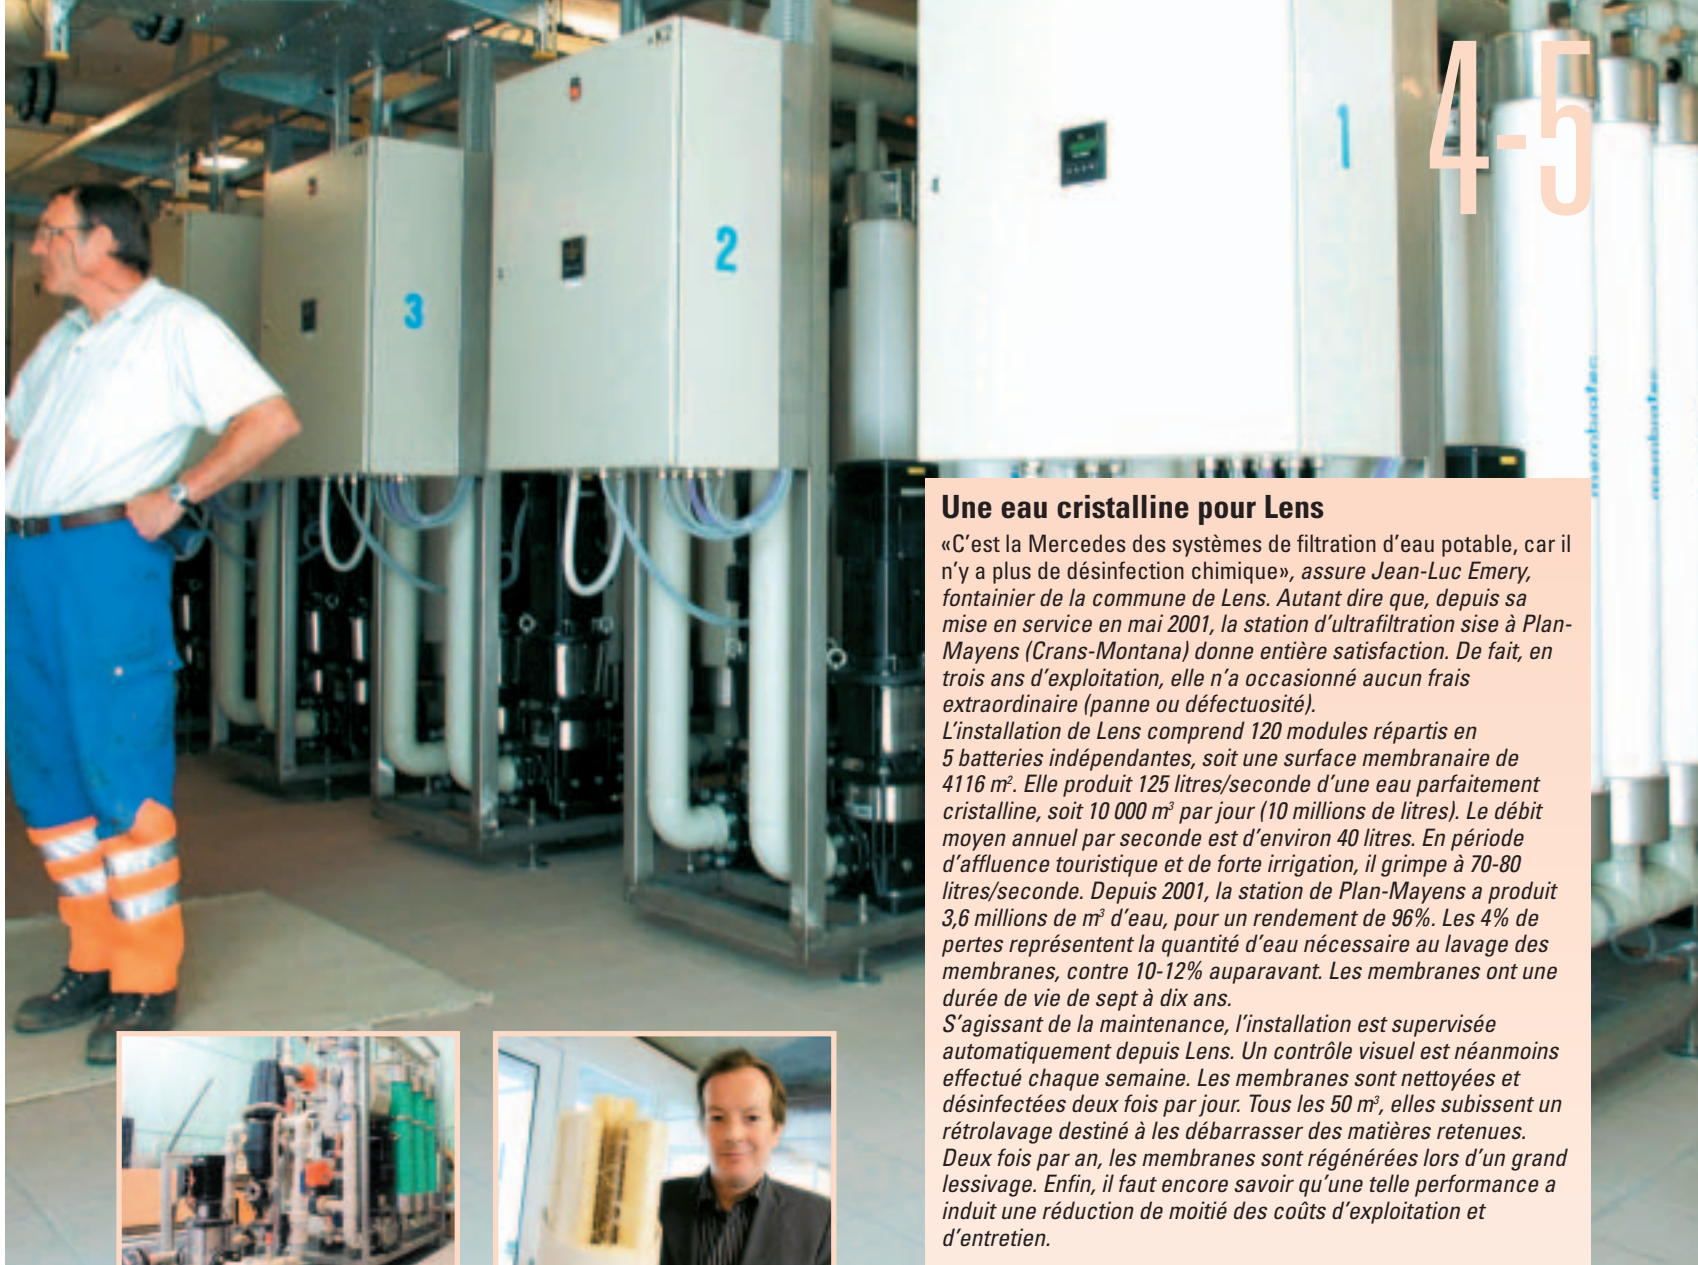 4-5
K2
1
2
3
membratec
membratec
Une eau cristalline pour Lens
«C'est la Mercedes des systèmes de filtration d'eau potable, car il
n'y a plus de désinfection chimique», assure Jean-Luc Emery,
fontainier de la commune de Lens. Autant dire que, depuis sa
mise en service en mai 2001, la station d'ultrafiltration sise à Plan-
Mayens (Crans-Montana) donne entière satisfaction. De fait, en
trois ans d'exploitation, elle n'a occasionné aucun frais
extraordinaire (panne ou défectuosité).
L'installation de Lens comprend 120 modules répartis en
5 batteries indépendantes, soit une surface membranaire de
4116 m². Elle produit 125 litres/seconde d'une eau parfaitement
cristalline, soit 10 000 m³ par jour (10 millions de litres). Le débit
moyen annuel par seconde est d'environ 40 litres. En période
d'affluence touristique et de forte irrigation, il grimpe à 70-80
litres/seconde. Depuis 2001, la station de Plan-Mayens a produit
3,6 millions de m³ d'eau, pour un rendement de 96%. Les 4% de
pertes représentent la quantité d'eau nécessaire au lavage des
membranes, contre 10-12% auparavant. Les membranes ont une
durée de vie de sept à dix ans.
S'agissant de la maintenance, l'installation est supervisée
automatiquement depuis Lens. Un contrôle visuel est néanmoins
effectué chaque semaine. Les membranes sont nettoyées et
désinfectées deux fois par jour. Tous les 50 m³, elles subissent un
rétrolavage destiné à les débarrasser des matières retenues.
Deux fois par an, les membranes sont régénérées lors d'un grand
lessivage. Enfin, il faut encore savoir qu'une telle performance a
induit une réduction de moitié des coûts d'exploitation et
d'entretien.